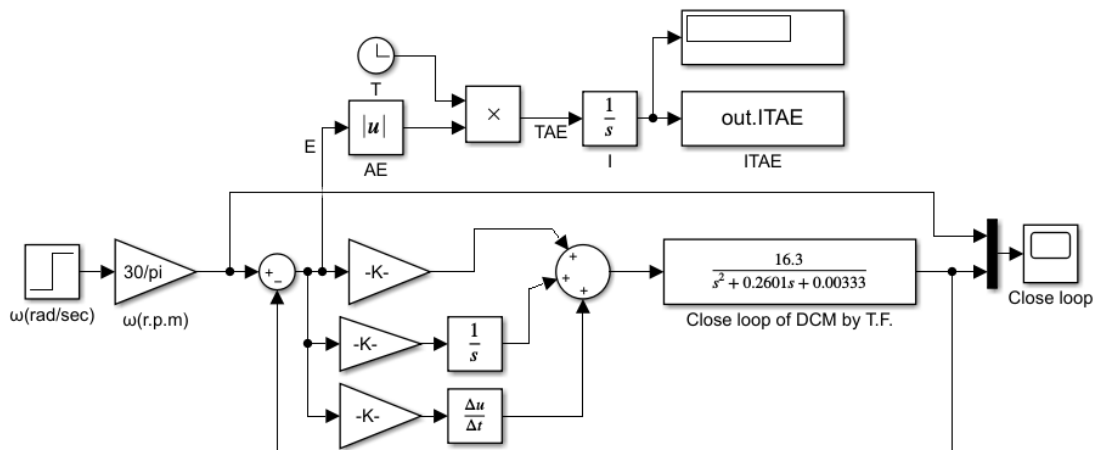 T
|u|
AE
E
×
TAE
1
s
I
out.ITAE
ITAE
ω(rad/sec)
30/pi
ω(r.p.m)
+
−
-K-
-K-
1
s
-K-
Δu
Δt
+
+
+
16.3
s² + 0.2601s + 0.00333
Close loop of DCM by T.F.
Close loop